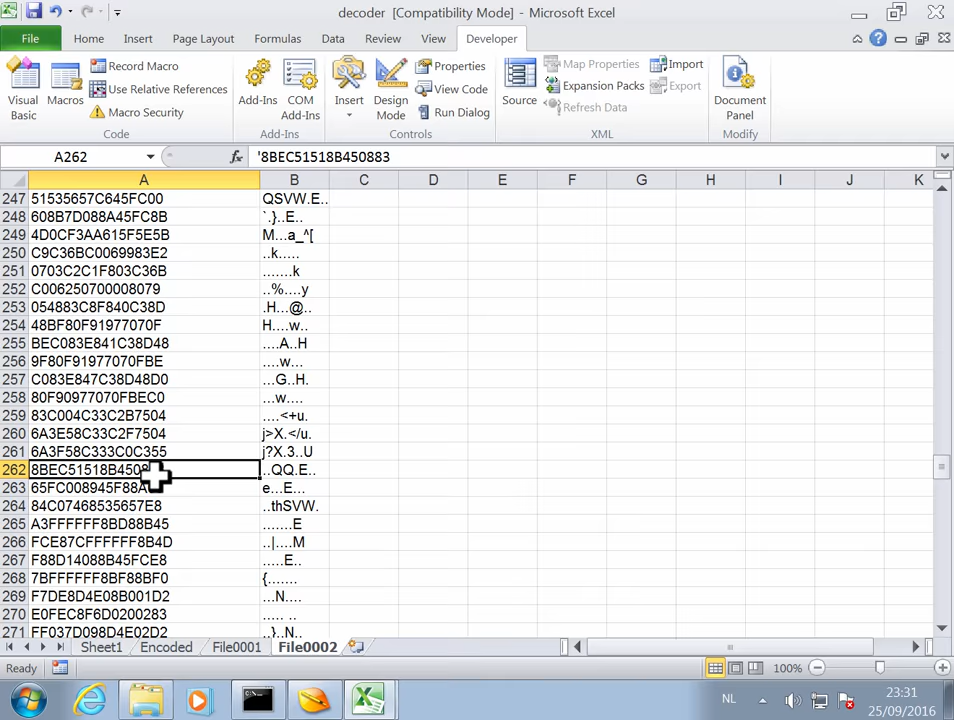 decoder [Compatibility Mode] - Microsoft Excel
File Home Insert Page Layout Formulas Data Review View Developer
Visual Basic
Macros
Record Macro
Use Relative References
Macro Security
Code
Add-Ins
COM Add-Ins
Add-Ins
Insert
Design Mode
Properties
View Code
Run Dialog
Controls
Source
Map Properties
Expansion Packs
Refresh Data
Import
Export
XML
Document Panel
Modify
A262 fx '8BEC51518B450883
A B C D E F G H I J K
247 51535657C645FC00 QSVW.E..
248 608B7D088A45FC8B `.}..E..
249 4D0CF3AA615F5E5B M...a_^[
250 C9C36BC0069983E2 ..k.....
251 0703C2C1F803C36B .......k
252 C006250700008079 ..%....y
253 054883C8F840C38D .H...@..
254 48BF80F91977070F H....w..
255 BEC083E841C38D48 ....A..H
256 9F80F91977070FBE ....w...
257 C083E847C38D48D0 ...G..H.
258 80F90977070FBEC0 ...w....
259 83C004C33C2B7504 ....<+u.
260 6A3E58C33C2F7504 j>X.</u.
261 6A3F58C333C0C355 j?X.3..U
262 8BEC51518B4508 ..QQ.E..
263 65FC008945F88A e...E...
264 84C07468535657E8 ..thSVW.
265 A3FFFFFF8BD88B45 .......E
266 FCE87CFFFFFF8B4D ..|....M
267 F88D14088B45FCE8 .....E..
268 7BFFFFFF8BF88BF0 {.......
269 F7DE8D4E08B001D2 ...N....
270 E0FEC8F6D0200283 ..... ..
271 FF037D098D4E02D2 ..}..N..
Sheet1 Encoded File0001 File0002
Ready 100%
NL 23:31
25/09/2016